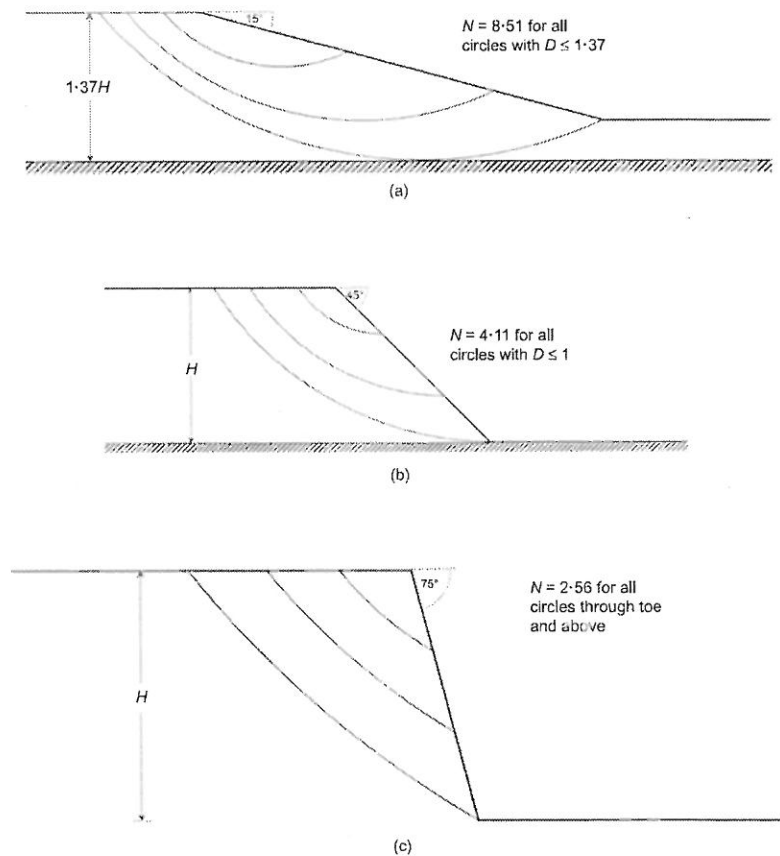 15°
N = 8·51 for all
circles with D ≤ 1·37
1·37H
(a)
45°
N = 4·11 for all
circles with D ≤ 1
H
(b)
75°
N = 2·56 for all
circles through toe
and above
H
(c)